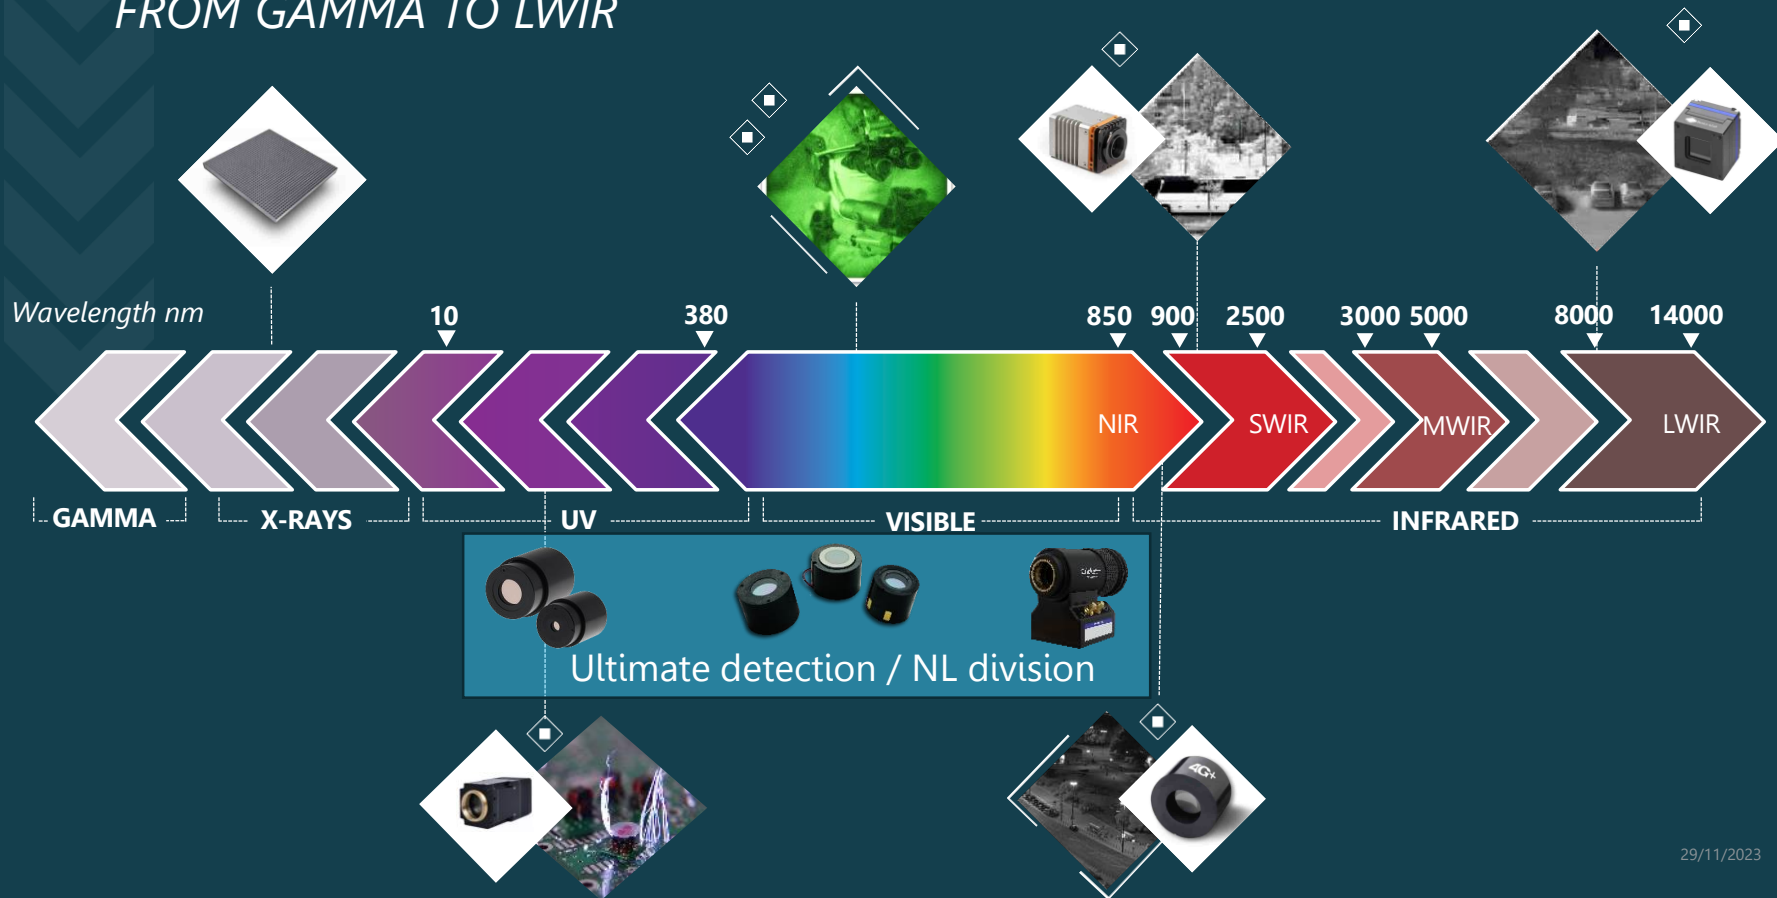 FROM GAMMA TO LWIR
Wavelength nm
10
380
850
900
2500
3000
5000
8000
14000
NIR
SWIR
MWIR
LWIR
GAMMA
X-RAYS
UV
VISIBLE
INFRARED
Ultimate detection / NL division
4G+
29/11/2023